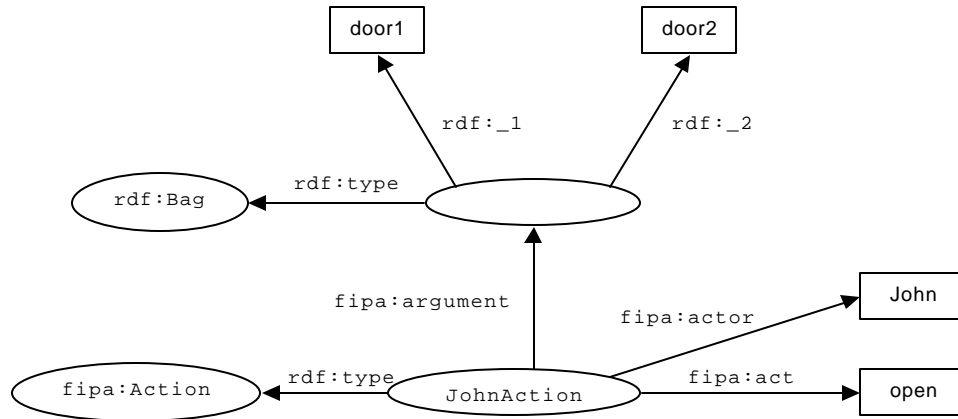 door1
door2
rdf:_1
rdf:_2
rdf:type
rdf:Bag
fipa:argument
John
fipa:actor
rdf:type
fipa:act
fipa:Action
JohnAction
open